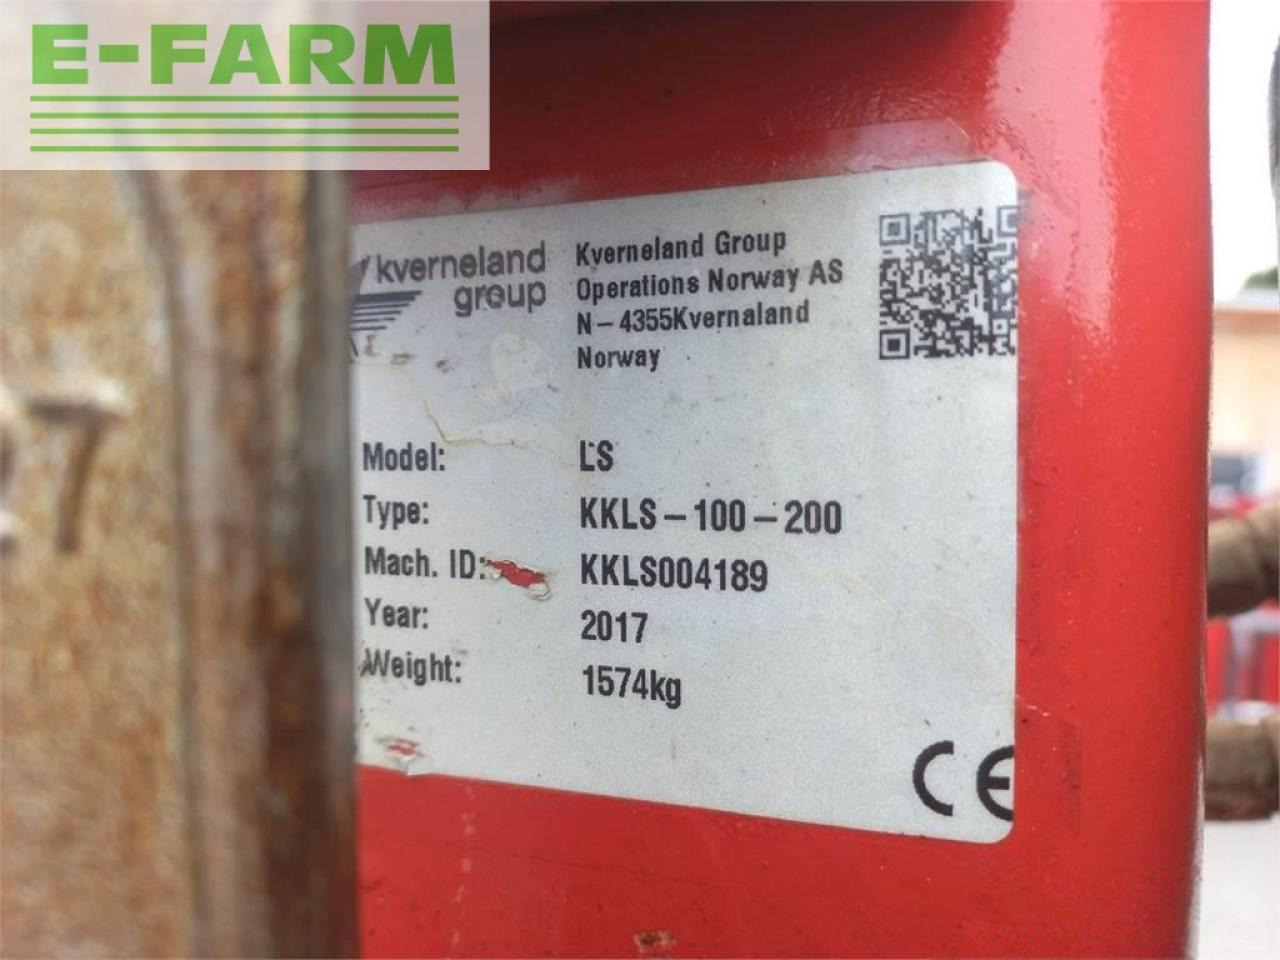 E-FARM
kverneland
group
Kverneland Group
Operations Norway AS
N-4355Kvernaland
Norway
Model: LS
Type: KKLS-100-200
Mach. ID: KKLS004189
Year: 2017
Weight: 1574kg
CE